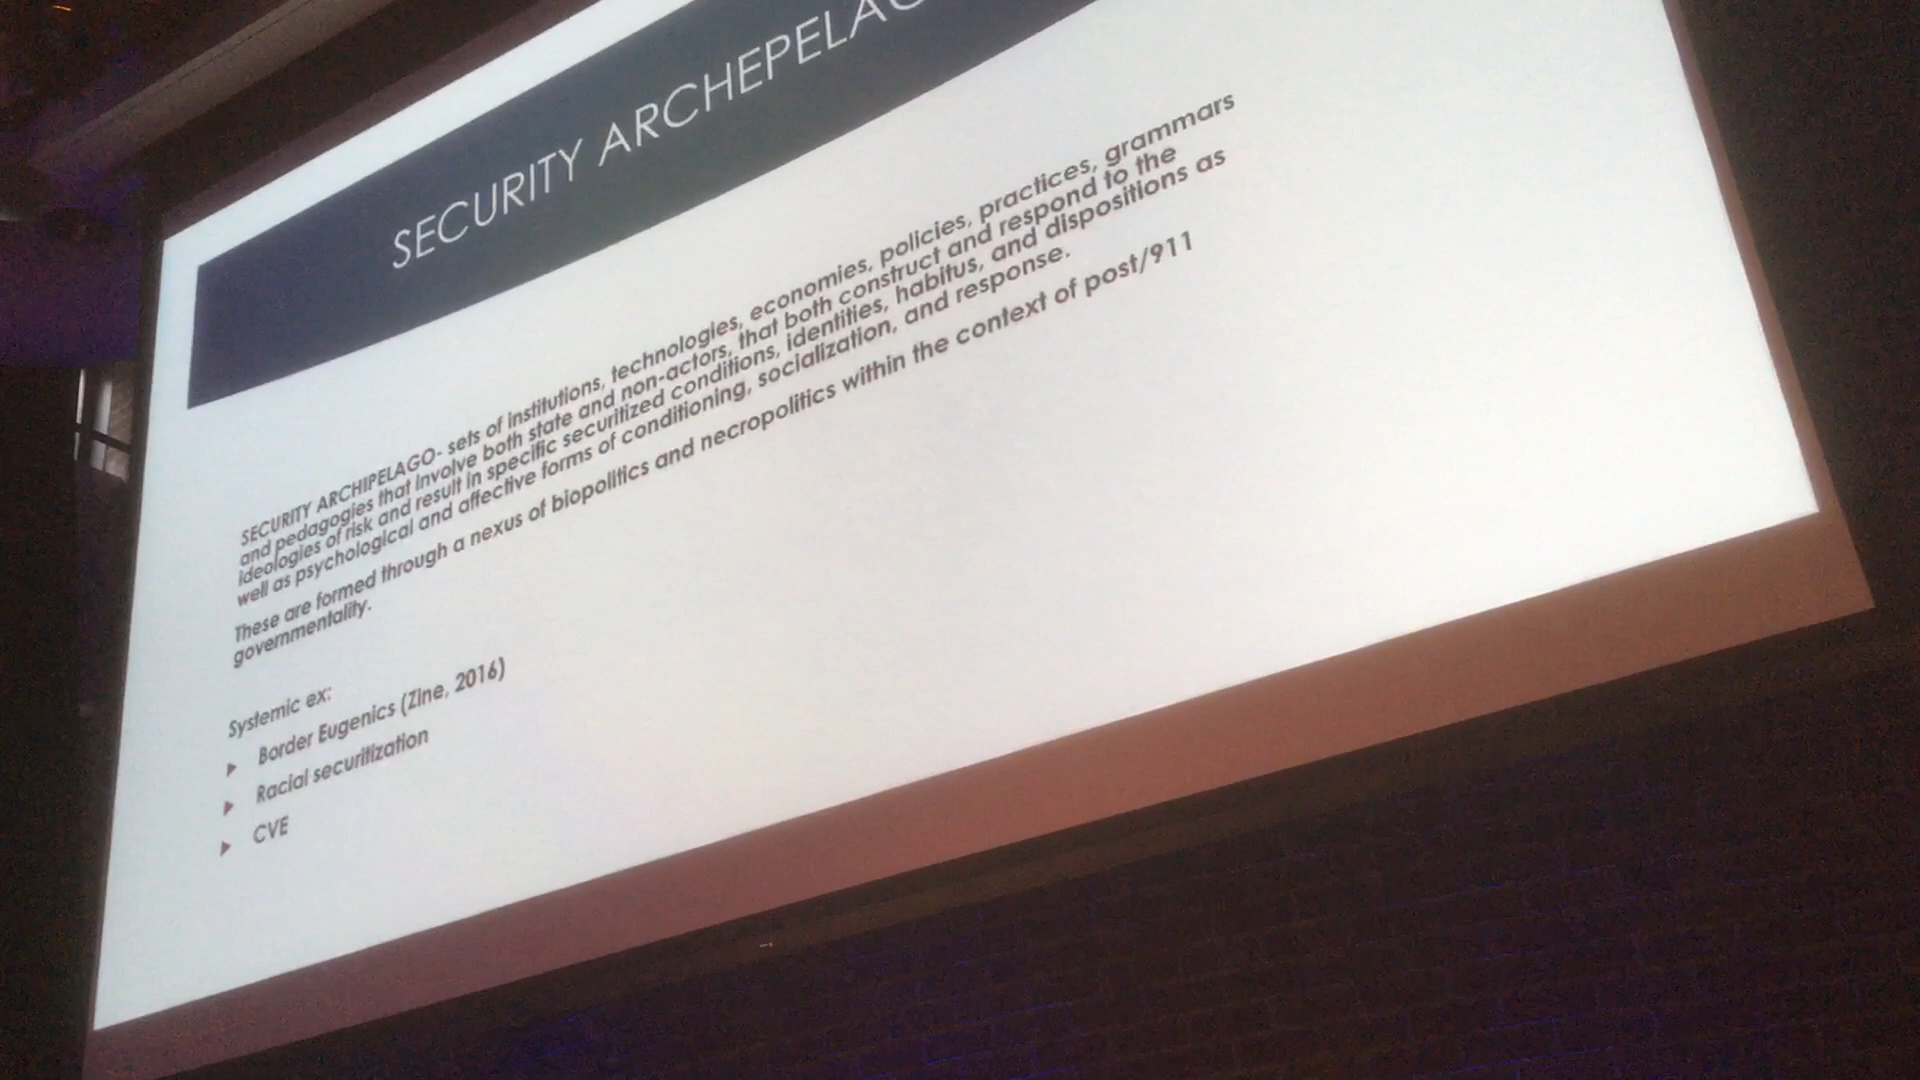 SECURITY ARCHEPELAG
SECURITY ARCHIPELAGO- sets of institutions, technologies, economies, policies, practices, grammars
and pedagogies that involve both state and non-actors, that both construct and respond to the
ideologies of risk and result in specific securitized conditions, identities, habitus, and dispositions as
well as psychological and affective forms of conditioning, socialization, and response.
These are formed through a nexus of biopolitics and necropolitics within the context of post/911
governmentality.
Systemic ex:
Border Eugenics (Zine, 2016)
Racial securitization
CVE